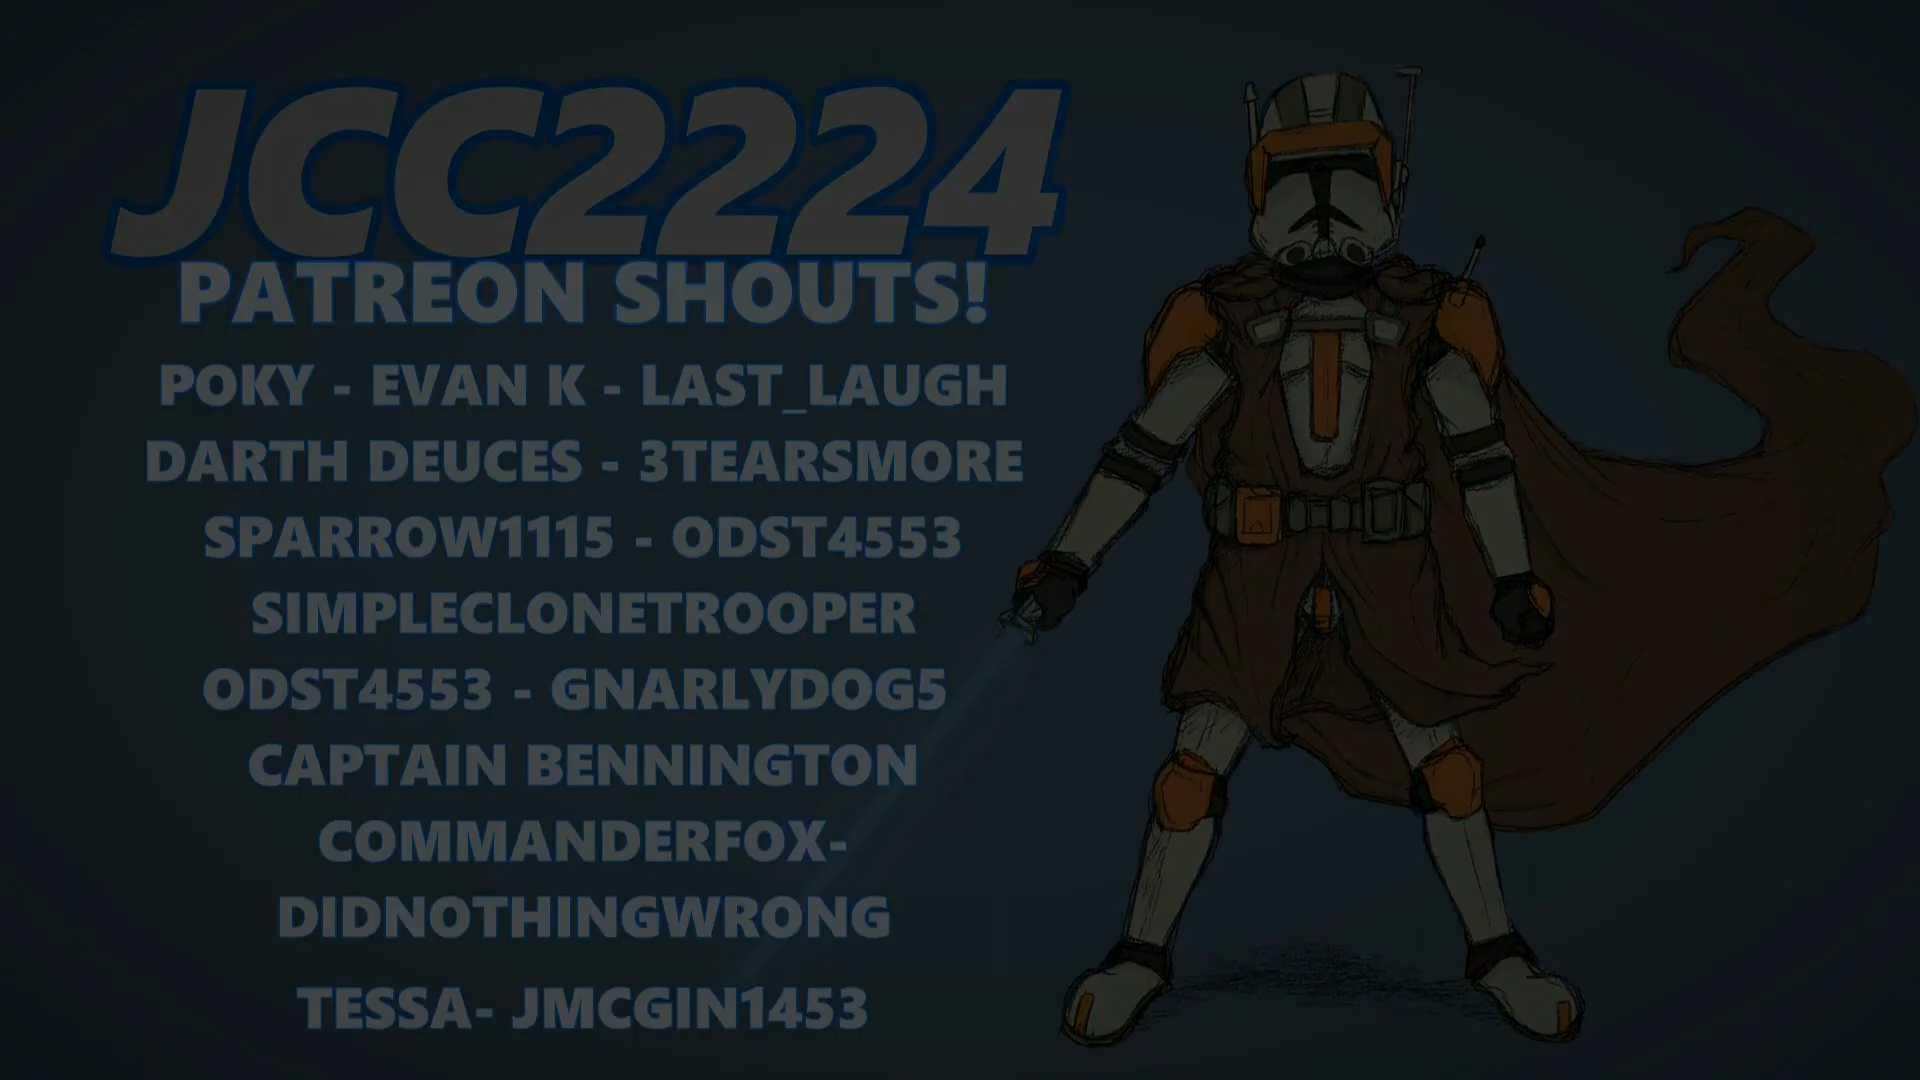 JCC2224
PATREON SHOUTS!
POKY - EVAN K - LAST_LAUGH
DARTH DEUCES - 3TEARSMORE
SPARROW1115 - ODST4553
SIMPLECLONETROOPER
ODST4553 - GNARLYDOG5
CAPTAIN BENNINGTON
COMMANDERFOX-
DIDNOTHINGWRONG
TESSA- JMCGIN1453